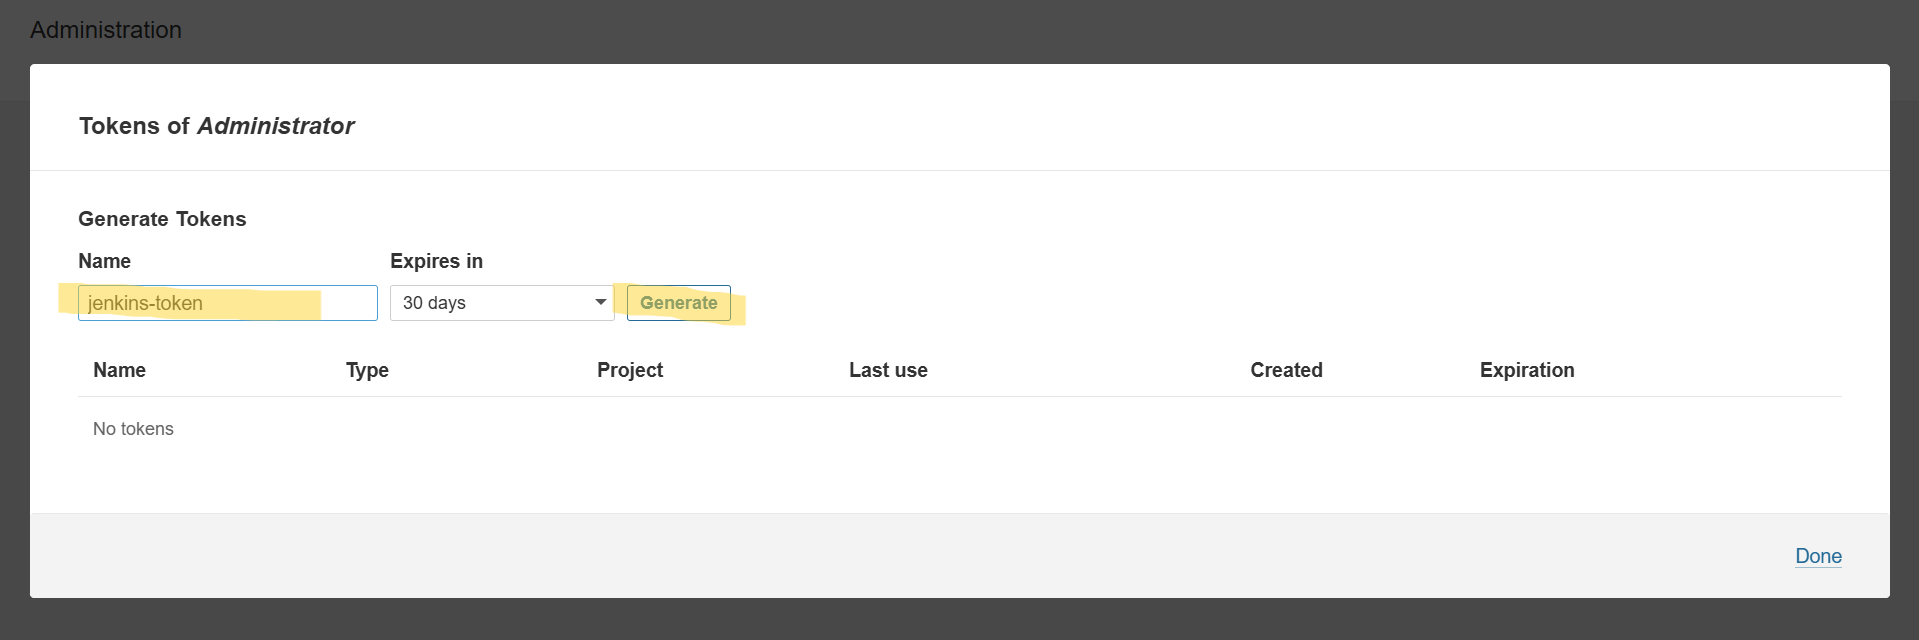 Administration
Tokens of Administrator
Generate Tokens
Name Expires in
jenkins-token 30 days Generate
Name Type Project Last use Created Expiration
No tokens
Done